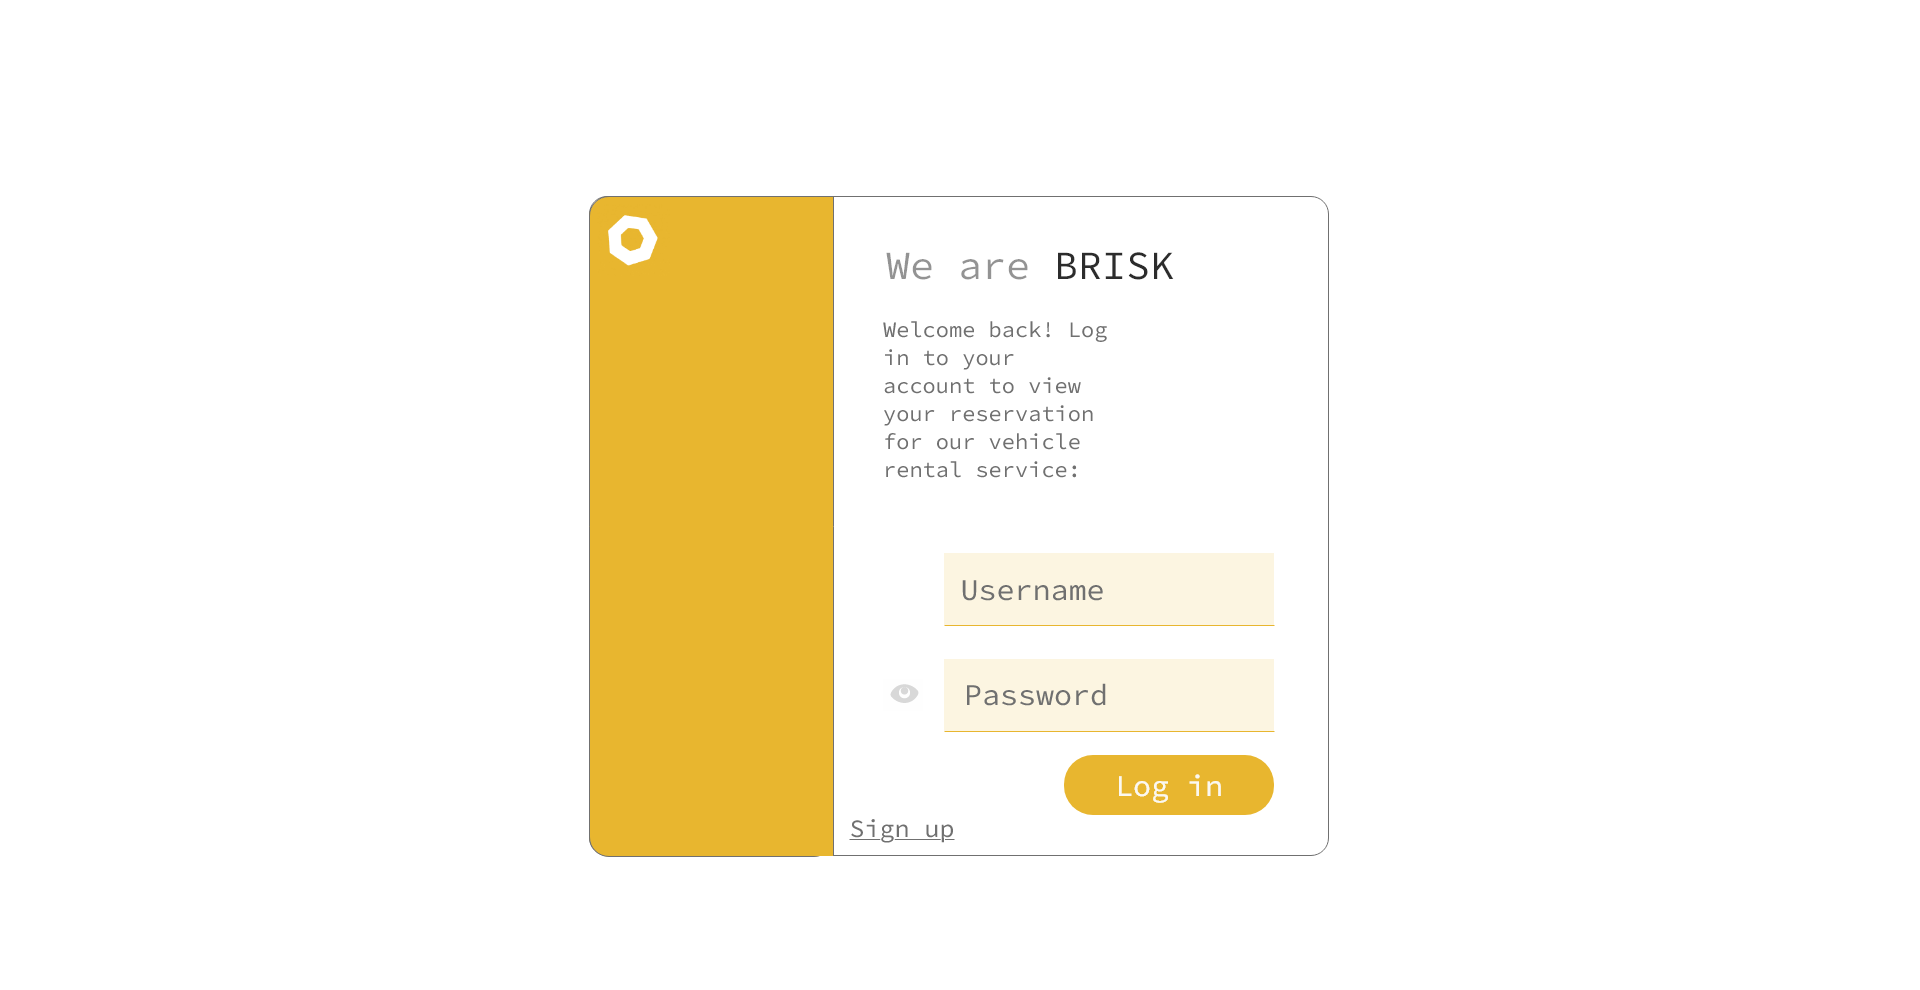 We are BRISK
Welcome back! Log
in to your
account to view
your reservation
for our vehicle
rental service:
Username
Password
Log in
Sign up